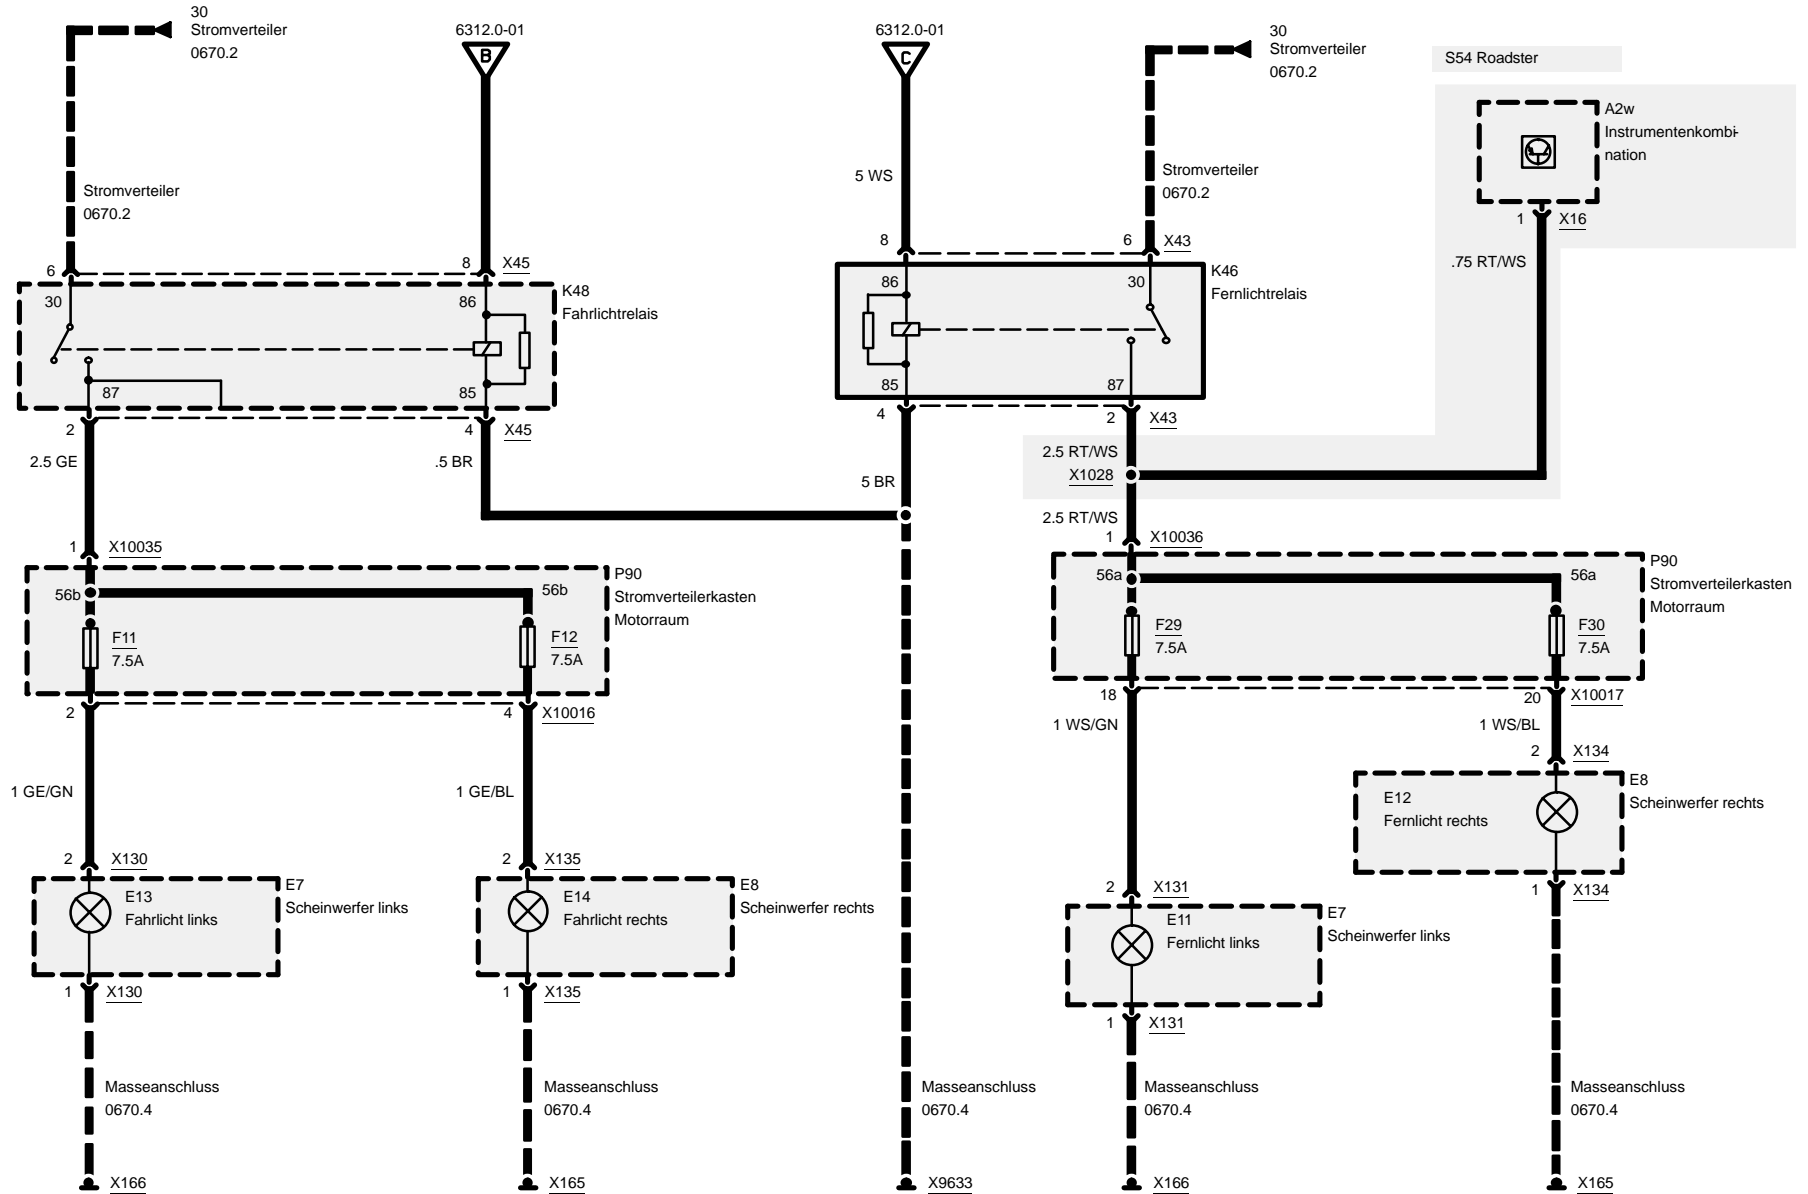 30
Stromverteiler
0670.2
6312.0-01
B
6312.0-01
C
30
Stromverteiler
0670.2
S54 Roadster
A2w
Instrumentenkombi-
nation
1 X16
.75 RT/WS
Stromverteiler
0670.2
5 WS
Stromverteiler
0670.2
6 8 X45
30 86
K48
Fahrlichtrelais
87 85
2 4 X45
2.5 GE .5 BR
8 6 X43
86 30
K46
Fernlichtrelais
85 87
4 2 X43
5 BR
2.5 RT/WS
X1028
2.5 RT/WS
1 X10035
56b 56b
P90
Stromverteilerkasten
Motorraum
F11
7.5A
F12
7.5A
2 4 X10016
1 X10036
56a 56a
P90
Stromverteilerkasten
Motorraum
F29
7.5A
F30
7.5A
18 20 X10017
1 WS/GN 1 WS/BL
2 X134
E12
Fernlicht rechts
E8
Scheinwerfer rechts
1 X134
1 GE/GN 1 GE/BL
2 X130
E13
Fahrlicht links
E7
Scheinwerfer links
1 X130
2 X135
E14
Fahrlicht rechts
E8
Scheinwerfer rechts
1 X135
2 X131
E11
Fernlicht links
E7
Scheinwerfer links
1 X131
Masseanschluss
0670.4
Masseanschluss
0670.4
Masseanschluss
0670.4
Masseanschluss
0670.4
Masseanschluss
0670.4
X166
X165
X9633
X166
X165